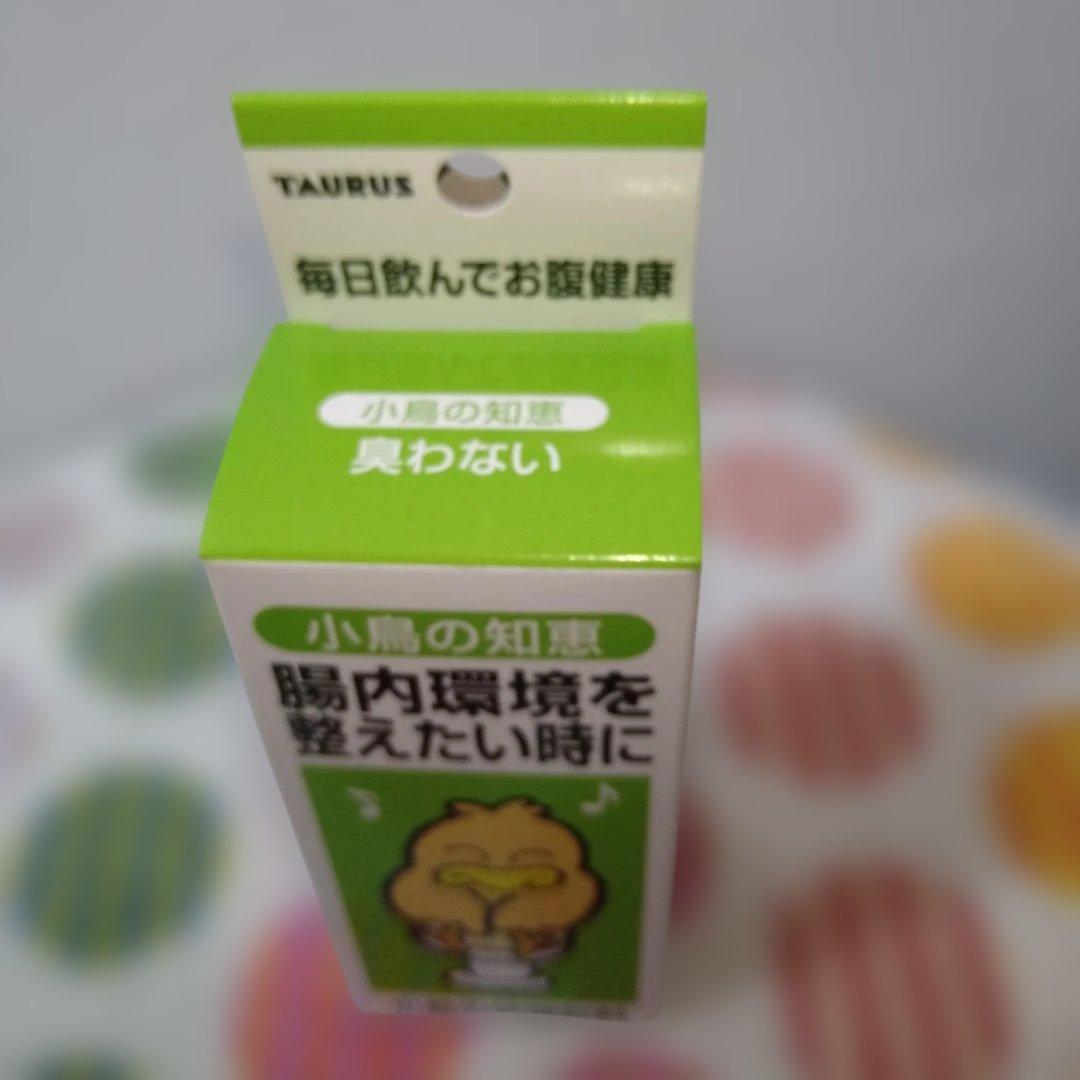 TAURUS
毎日飲んでお腹健康
小鳥の知恵
臭わない
小鳥の知恵
腸内環境を
整えたい時に